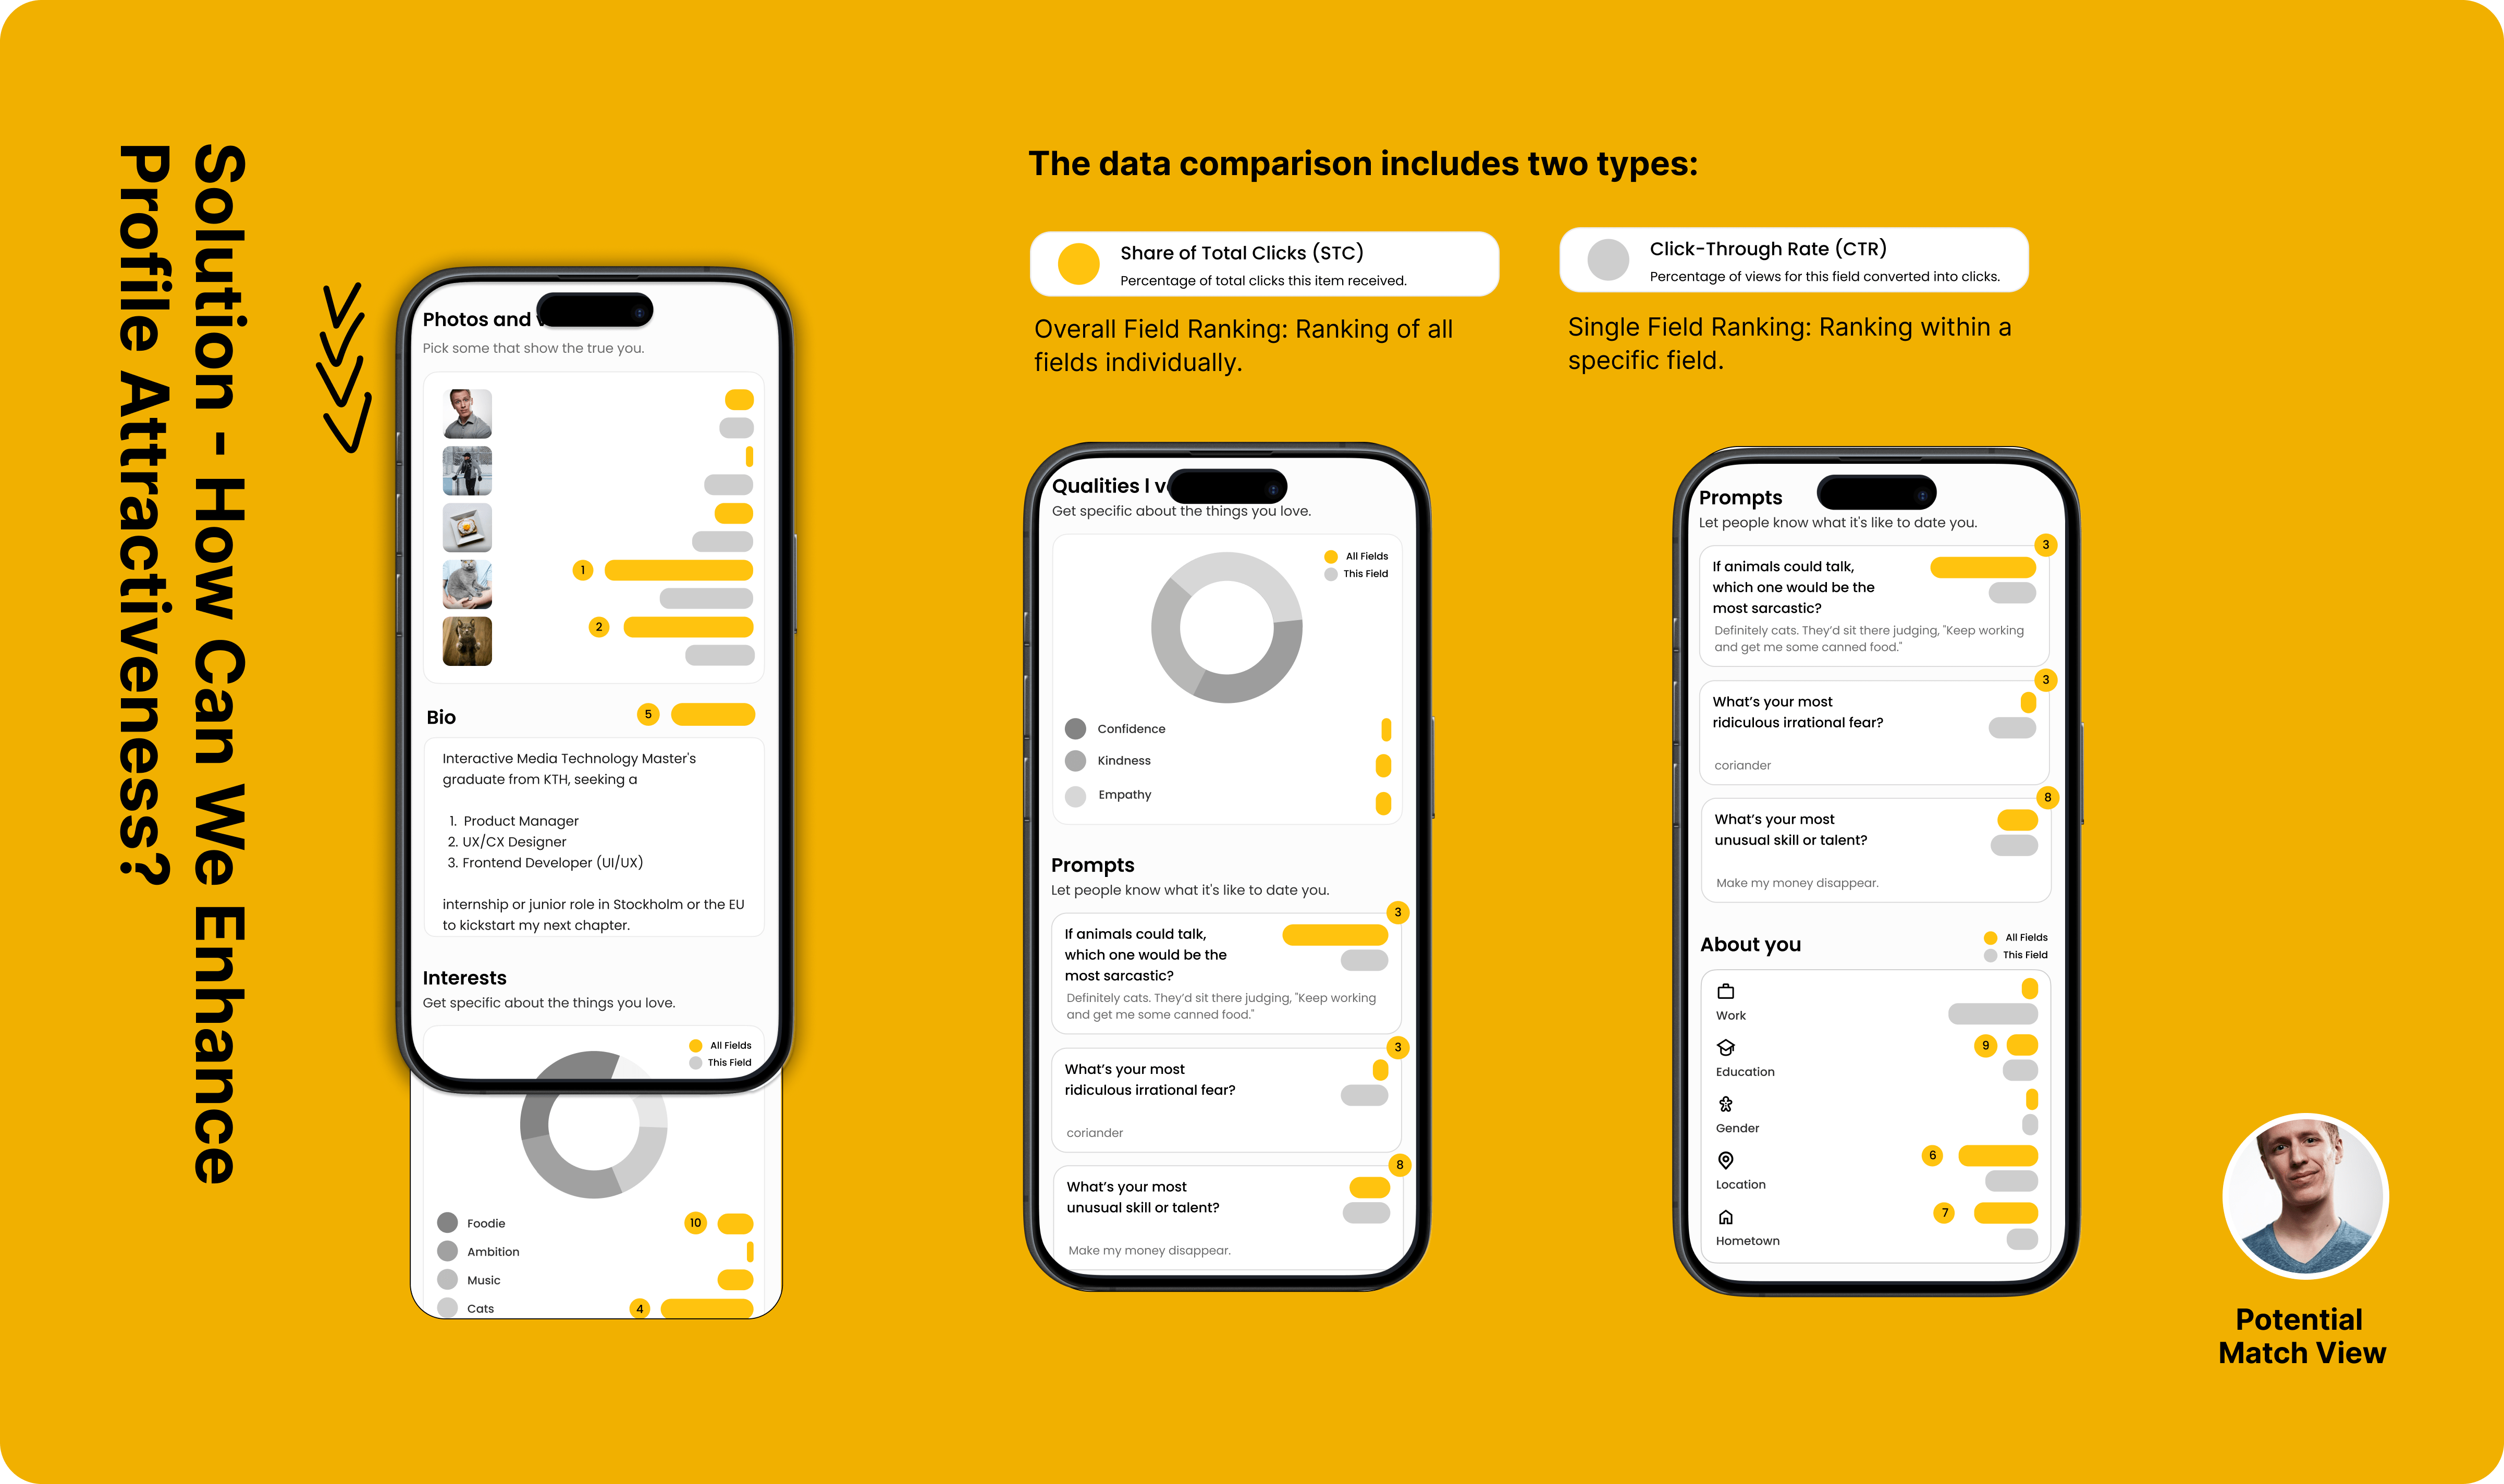 Solution - How Can We Enhance
Profile Attractiveness?
Photos and
Pick some that show the true you.
1
2
Bio
5
Interactive Media Technology Master's
graduate from KTH, seeking a
1. Product Manager
2. UX/CX Designer
3. Frontend Developer (UI/UX)
internship or junior role in Stockholm or the EU
to kickstart my next chapter.
Interests
Get specific about the things you love.
All Fields
This Field
Foodie
10
Ambition
Music
Cats
4
The data comparison includes two types:
Share of Total Clicks (STC)
Percentage of total clicks this item received.
Overall Field Ranking: Ranking of all
fields individually.
Click-Through Rate (CTR)
Percentage of views for this field converted into clicks.
Single Field Ranking: Ranking within a
specific field.
Qualities I v
Get specific about the things you love.
All Fields
This Field
Confidence
Kindness
Empathy
Prompts
Let people know what it's like to date you.
3
If animals could talk,
which one would be the
most sarcastic?
Definitely cats. They’d sit there judging, "Keep working
and get me some canned food."
3
What’s your most
ridiculous irrational fear?
coriander
8
What’s your most
unusual skill or talent?
Make my money disappear.
Prompts
Let people know what it's like to date you.
3
If animals could talk,
which one would be the
most sarcastic?
Definitely cats. They’d sit there judging, "Keep working
and get me some canned food."
3
What’s your most
ridiculous irrational fear?
coriander
8
What’s your most
unusual skill or talent?
Make my money disappear.
About you
All Fields
This Field
Work
Education
9
Gender
Location
6
Hometown
7
Potential
Match View